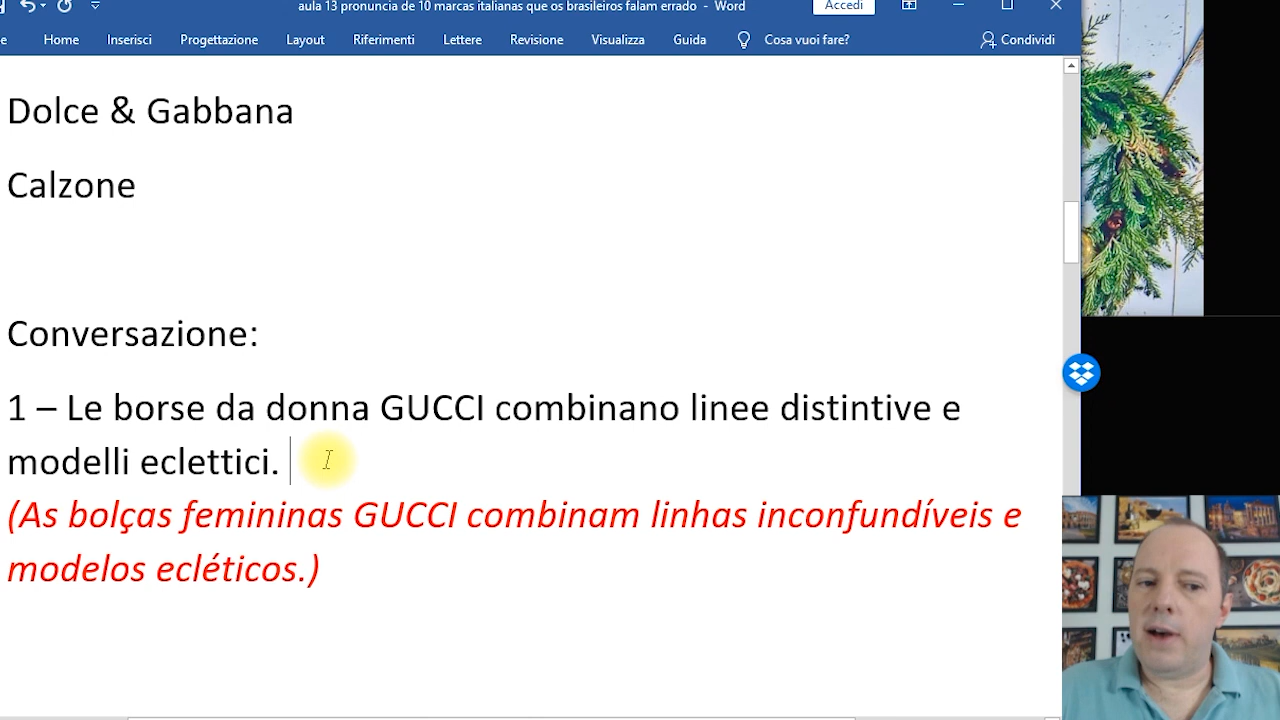 aula 13 pronuncia de 10 marcas italianas que os brasileiros falam errado - Word
Accedi
Home Inserisci Progettazione Layout Riferimenti Lettere Revisione Visualizza Guida Cosa vuoi fare? Condividi
Dolce & Gabbana
Calzone
Conversazione:
1 – Le borse da donna GUCCI combinano linee distintive e
modelli eclettici.
(As bolças femininas GUCCI combinam linhas inconfundíveis e
modelos ecléticos.)